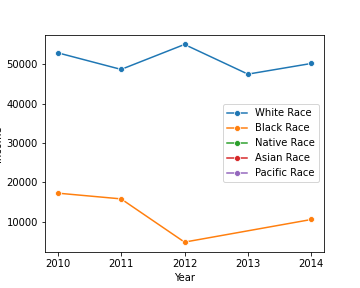 50000
40000
30000
20000
10000
White Race
Black Race
Native Race
Asian Race
Pacific Race
2010 2011 2012 2013 2014
Year